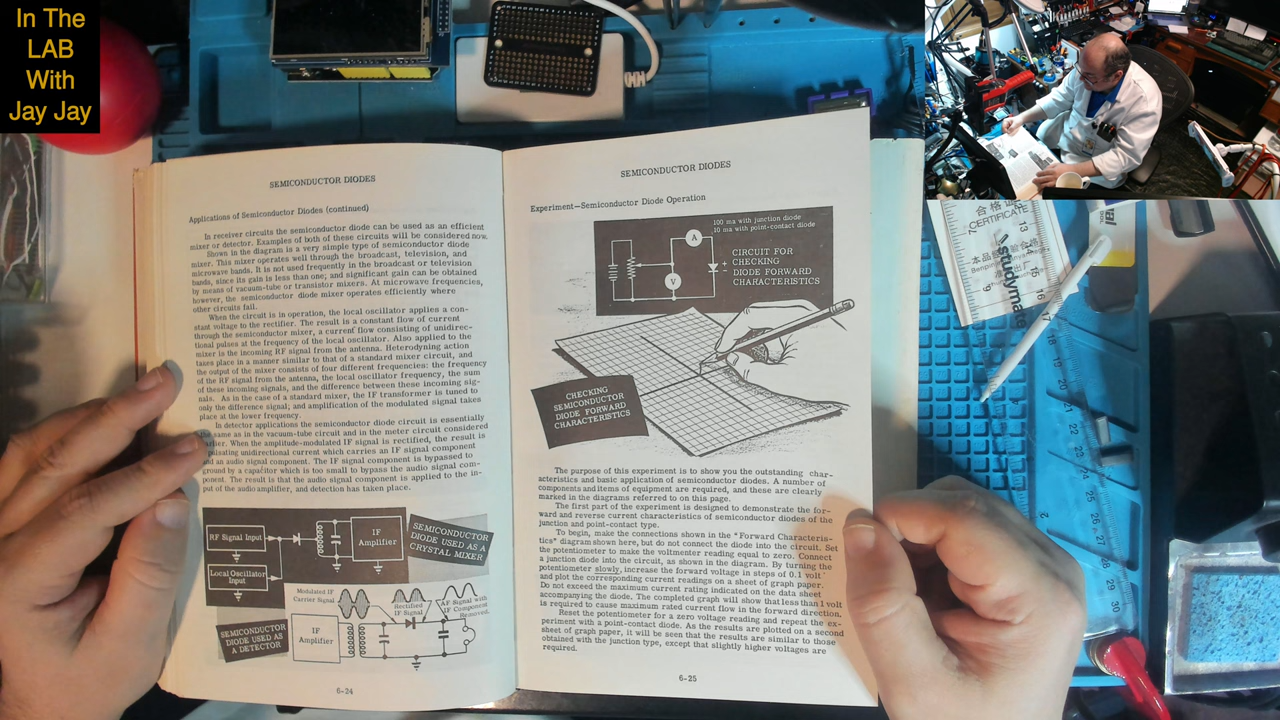 In The
LAB
With
Jay Jay
SEMICONDUCTOR DIODES
Applications of Semiconductor Diodes (continued)
In receiver circuits the semiconductor diode can be used as an efficient
mixer or detector. Examples of both of these circuits will be considered now.
Shown in the diagram is a very simple type of semiconductor diode
mixer. This mixer operates well through the broadcast, television, and
microwave bands. It is not used frequently in the broadcast or television
bands, since its gain is less than one; and significant gain can be obtained
by means of vacuum-tube or transistor mixers. At microwave frequencies,
however, the semiconductor diode mixer operates efficiently where
other circuits fail.
When the circuit is in operation, the local oscillator applies a con-
stant voltage to the rectifier. The result is a constant flow of current
through the semiconductor mixer, a current flow consisting of unidirec-
tional pulses at the frequency of the local oscillator. Also applied to the
mixer is the incoming RF signal from the antenna. Heterodyning action
takes place in a manner similar to that of a standard mixer circuit, and
the output of the mixer consists of four different frequencies: the frequency
of the RF signal from the antenna, the local oscillator frequency, the sum
of these incoming signals, and the difference between these incoming sig-
nals. As in the case of a standard mixer, the IF transformer is tuned to
only the difference signal; and amplification of the modulated signal takes
place at the lower frequency.
In detector applications the semiconductor diode circuit is essentially
same as in the vacuum-tube circuit and in the meter circuit considered
When the amplitude-modulated IF signal is rectified, the result is
pulsating unidirectional current which carries an IF signal component
and an audio signal component. The IF signal component is bypassed to
ground by a capacitor which is too small to bypass the audio signal com-
ponent. The result is that the audio signal component is applied to the in-
put of the audio amplifier, and detection has taken place.
RF Signal Input
IF
Amplifier
Local Oscillator
Input
SEMICONDUCTOR
DIODE USED AS A
CRYSTAL MIXER
Modulated IF
Carrier Signal
Rectified
IF Signal
AF Signal with
IF Component
Removed.
SEMICONDUCTOR
DIODE USED AS
A DETECTOR
IF
Amplifier
6-24
SEMICONDUCTOR DIODES
Experiment—Semiconductor Diode Operation
100 ma with junction diode
10 ma with point-contact diode
A
V
+
-
CIRCUIT FOR
CHECKING
DIODE FORWARD
CHARACTERISTICS
CHECKING
SEMICONDUCTOR
DIODE FORWARD
CHARACTERISTICS
The purpose of this experiment is to show you the outstanding char-
acteristics and basic application of semiconductor diodes. A number of
components and items of equipment are required, and these are clearly
marked in the diagrams referred to on this page.
The first part of the experiment is designed to demonstrate the for-
ward and reverse current characteristics of semiconductor diodes of the
junction and point-contact type.
To begin, make the connections shown in the "Forward Characteris-
tics" diagram shown here, but do not connect the diode into the circuit. Set
the potentiometer to make the voltmenter reading equal to zero. Connect
a junction diode into the circuit, as shown in the diagram. By turning the
potentiometer slowly, increase the forward voltage in steps of 0.1 volt
and plot the corresponding current readings on a sheet of graph paper.
Do not exceed the maximum current rating indicated on the data sheet
accompanying the diode. The completed graph will show that less than 1 volt
is required to cause maximum rated current flow in the forward direction.
Reset the potentiometer for a zero voltage reading and repeat the ex-
periment with a point-contact diode. As the results are plotted on a second
sheet of graph paper, it will be seen that the results are similar to those
obtained with the junction type, except that slightly higher voltages are
required.
6-25
合格证
CERTIFICATE
studymate